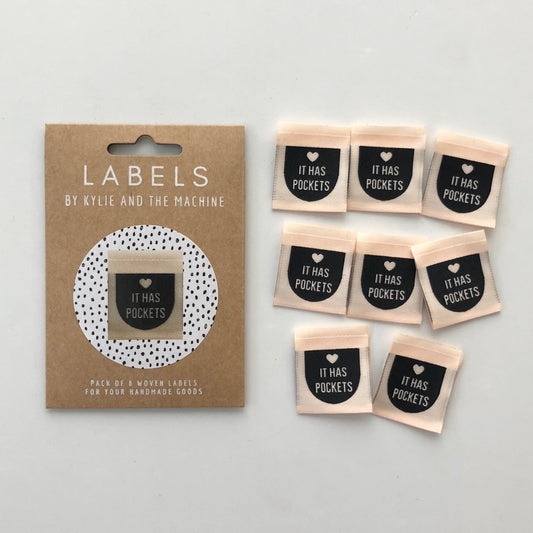 LABELS
BY KYLIE AND THE MACHINE
IT HAS
POCKETS
PACK OF 8 WOVEN LABELS
FOR YOUR HANDMADE GOODS
IT HAS
POCKETS
IT HAS
POCKETS
IT HAS
POCKETS
IT HAS
POCKETS
IT HAS
POCKETS
IT HAS
POCKETS
IT HAS
POCKETS
IT HAS
POCKETS